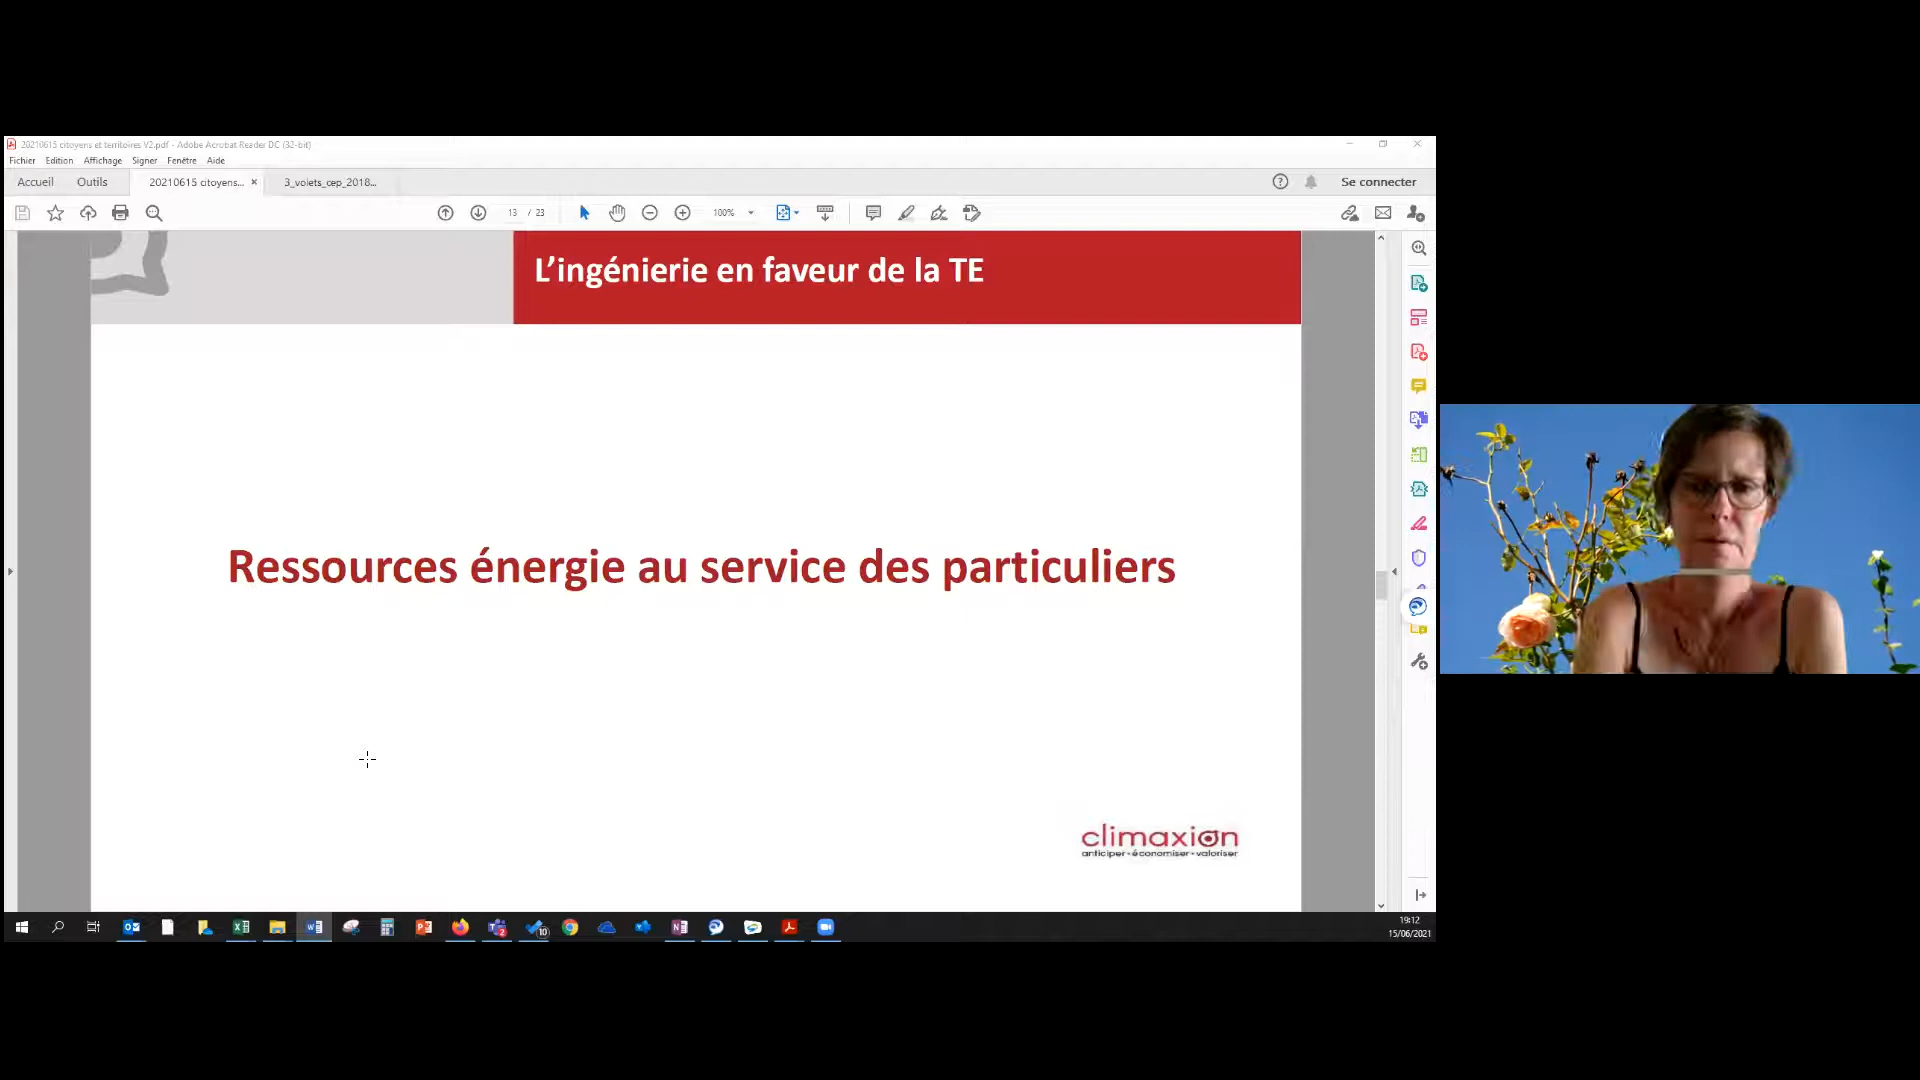 20210615 citoyens et territoires V2.pdf - Adobe Acrobat Reader DC (32-bit)
Fichier Edition Affichage Signer Fenêtre Aide
Accueil Outils 20210615 citoyens... × 3_volets_cep_2018... Se connecter
13 / 23 100%
L’ingénierie en faveur de la TE
Ressources énergie au service des particuliers
climaxion
anticiper • économiser • valoriser
19:12
15/06/2021